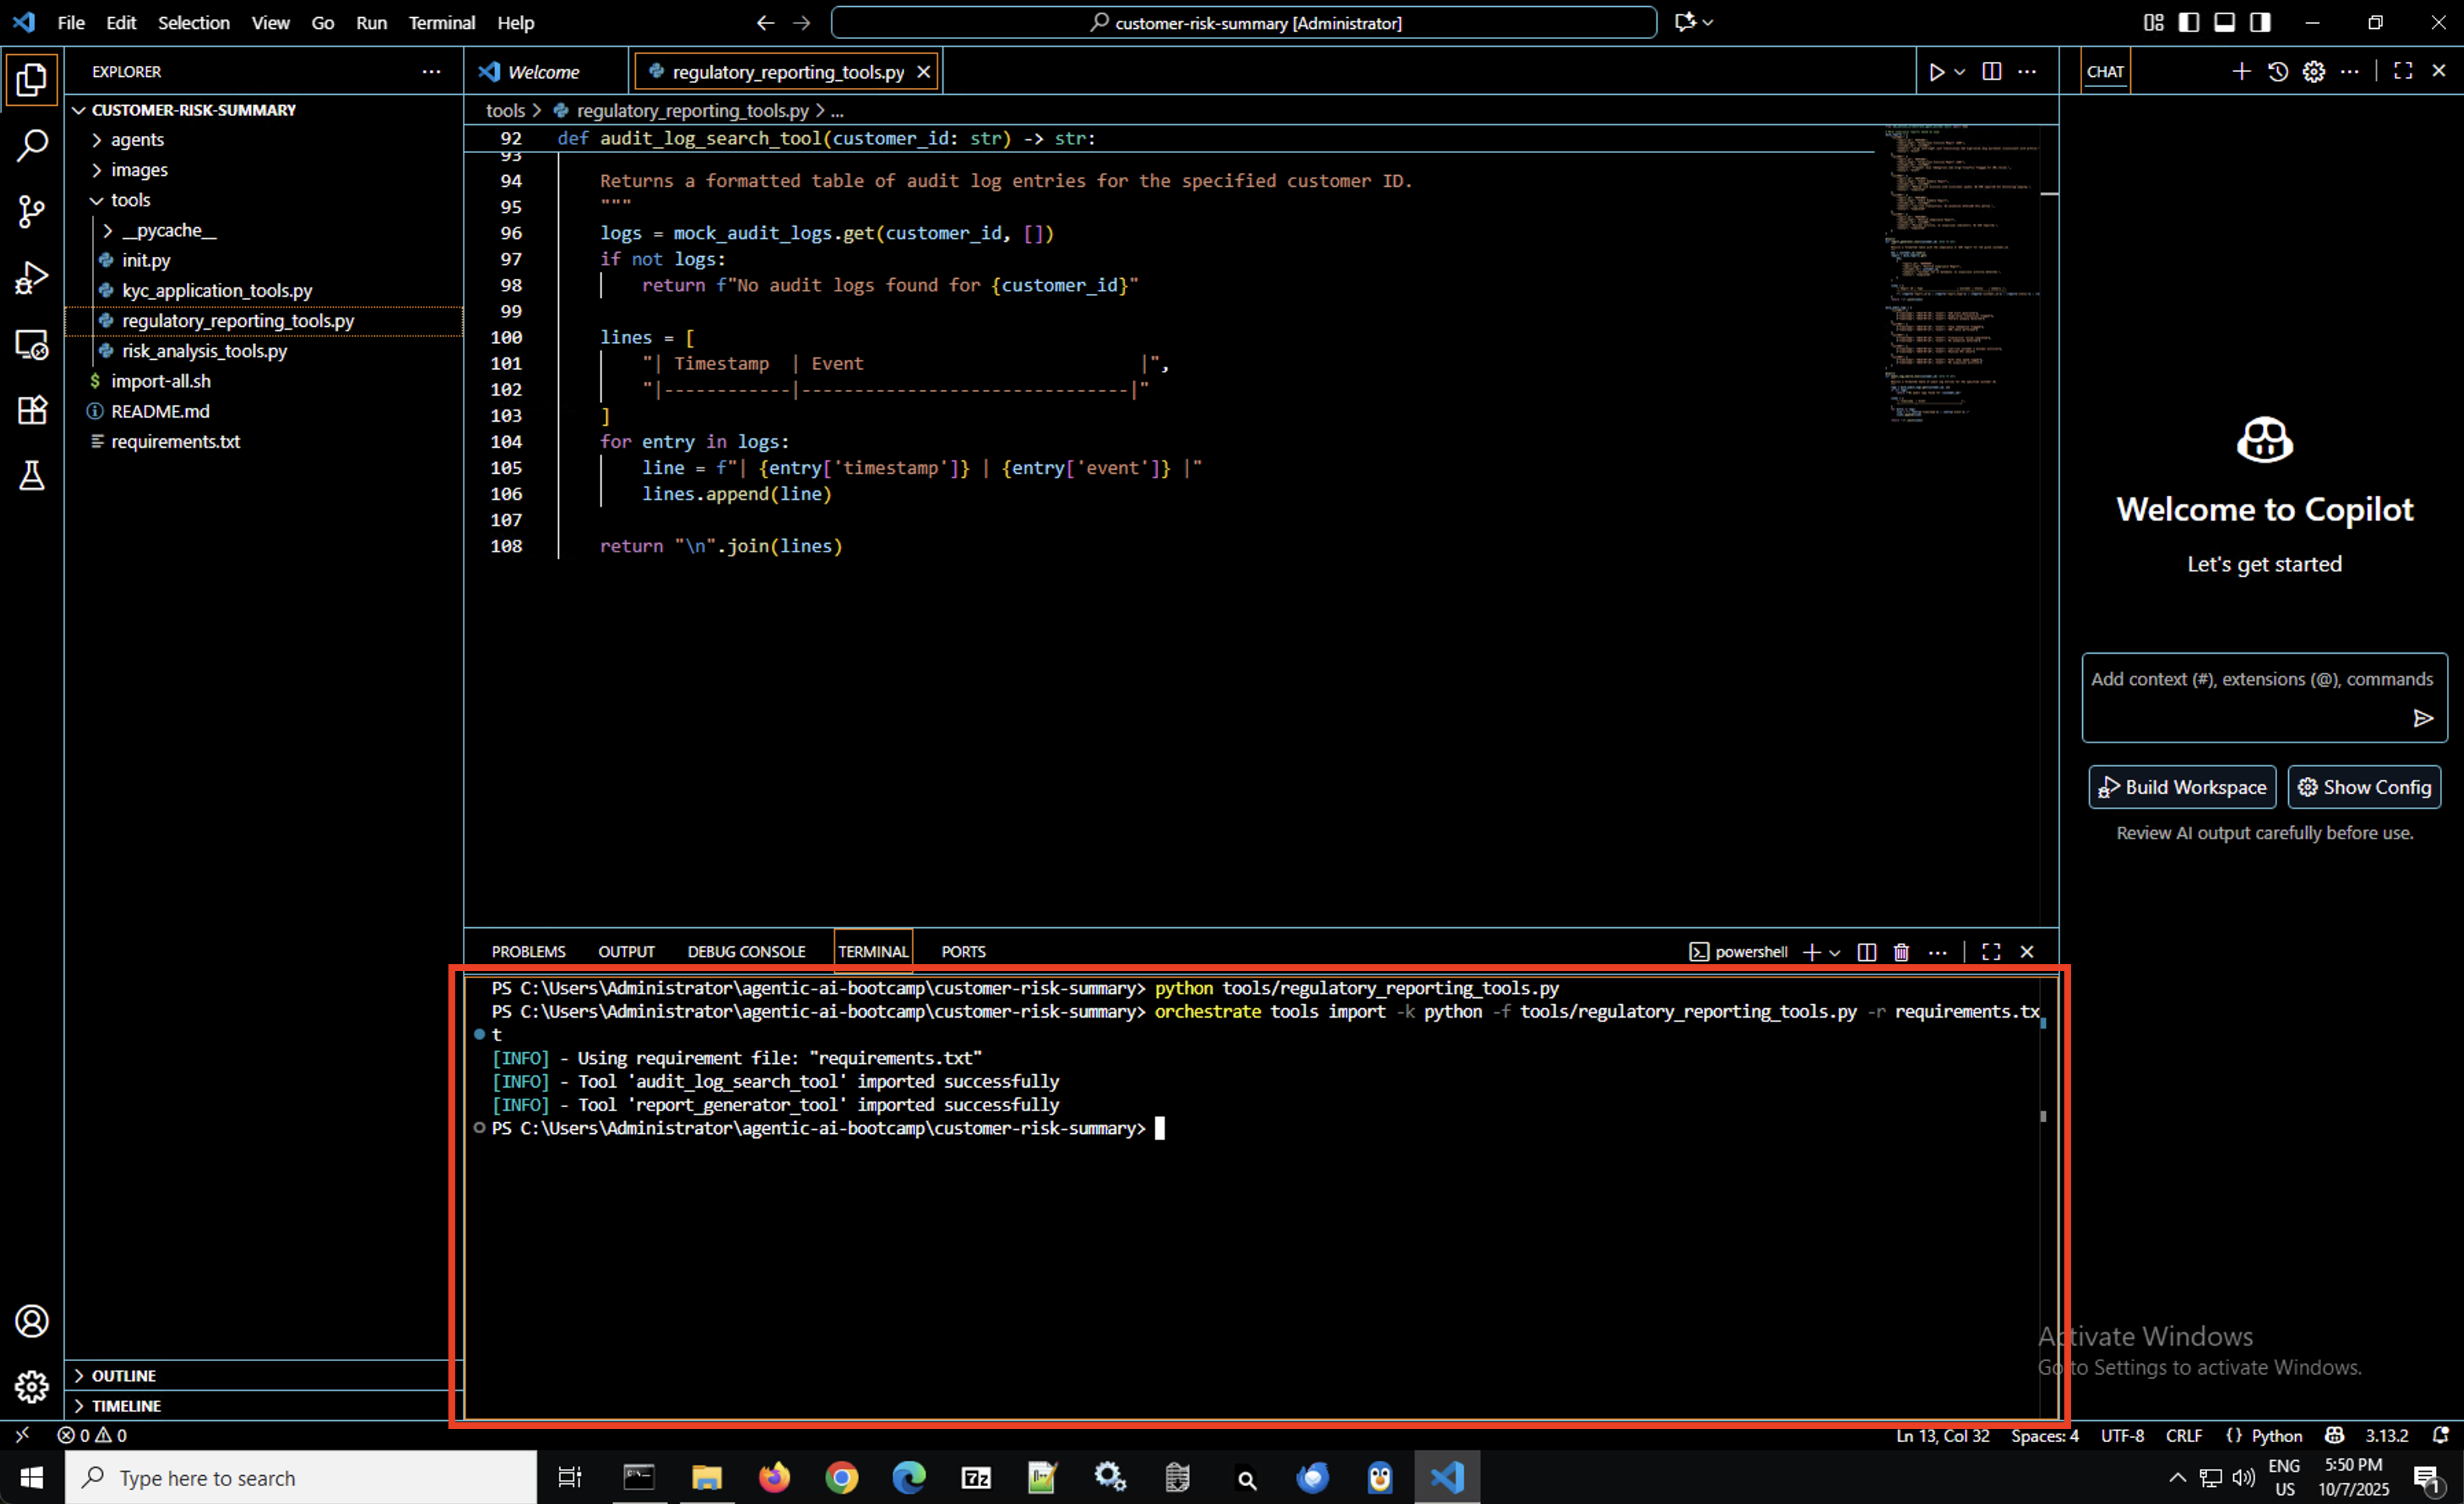 File Edit Selection View Go Run Terminal Help
customer-risk-summary [Administrator]
EXPLORER
CUSTOMER-RISK-SUMMARY
agents
images
tools
__pycache__
init.py
kyc_application_tools.py
regulatory_reporting_tools.py
risk_analysis_tools.py
import-all.sh
README.md
requirements.txt
OUTLINE
TIMELINE
Welcome
regulatory_reporting_tools.py
tools > regulatory_reporting_tools.py > ...
92 def audit_log_search_tool(customer_id: str) -> str:
93
94 Returns a formatted table of audit log entries for the specified customer ID.
95 """
96 logs = mock_audit_logs.get(customer_id, [])
97 if not logs:
98 return f"No audit logs found for {customer_id}"
99
100 lines = [
101 "| Timestamp  | Event                          |",
102 "|------------|-------------------------------|"
103 ]
104 for entry in logs:
105 line = f"| {entry['timestamp']} | {entry['event']} |"
106 lines.append(line)
107
108 return "\n".join(lines)
PROBLEMS OUTPUT DEBUG CONSOLE TERMINAL PORTS
powershell
PS C:\Users\Administrator\agentic-ai-bootcamp\customer-risk-summary> python tools/regulatory_reporting_tools.py
PS C:\Users\Administrator\agentic-ai-bootcamp\customer-risk-summary> orchestrate tools import -k python -f tools/regulatory_reporting_tools.py -r requirements.tx
t
[INFO] - Using requirement file: "requirements.txt"
[INFO] - Tool 'audit_log_search_tool' imported successfully
[INFO] - Tool 'report_generator_tool' imported successfully
PS C:\Users\Administrator\agentic-ai-bootcamp\customer-risk-summary>
CHAT
Welcome to Copilot
Let's get started
Add context (#), extensions (@), commands
Build Workspace
Show Config
Review AI output carefully before use.
Activate Windows
Go to Settings to activate Windows.
0 0
Ln 13, Col 32 Spaces: 4 UTF-8 CRLF {} Python 3.13.2
Type here to search
7z
ENG
US
5:50 PM
10/7/2025
1